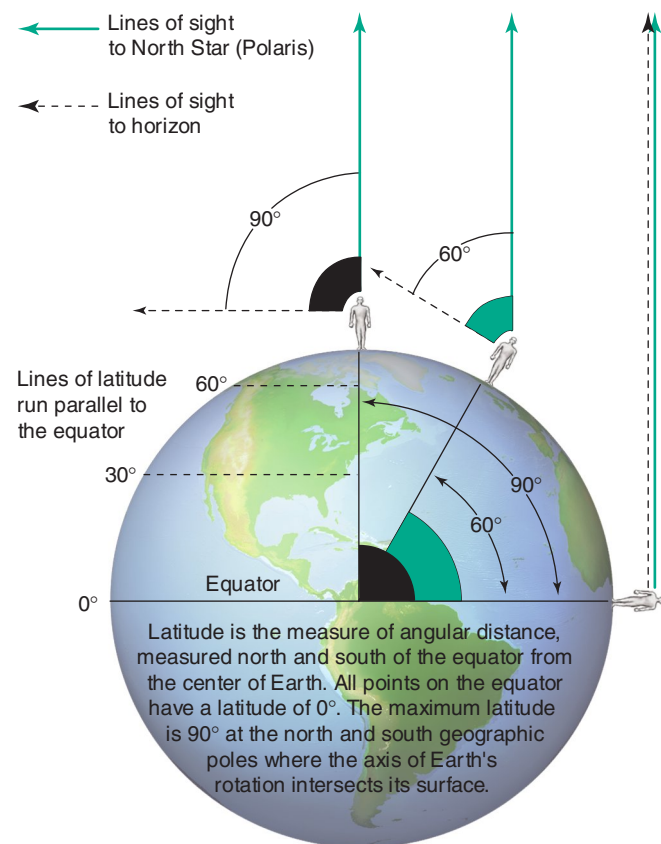 Lines of sight
to North Star (Polaris)
Lines of sight
to horizon
90°
60°
Lines of latitude
run parallel to
the equator
60°
30°
90°
60°
Equator
0°
Latitude is the measure of angular distance,
measured north and south of the equator from
the center of Earth. All points on the equator
have a latitude of 0°. The maximum latitude
is 90° at the north and south geographic
poles where the axis of Earth's
rotation intersects its surface.